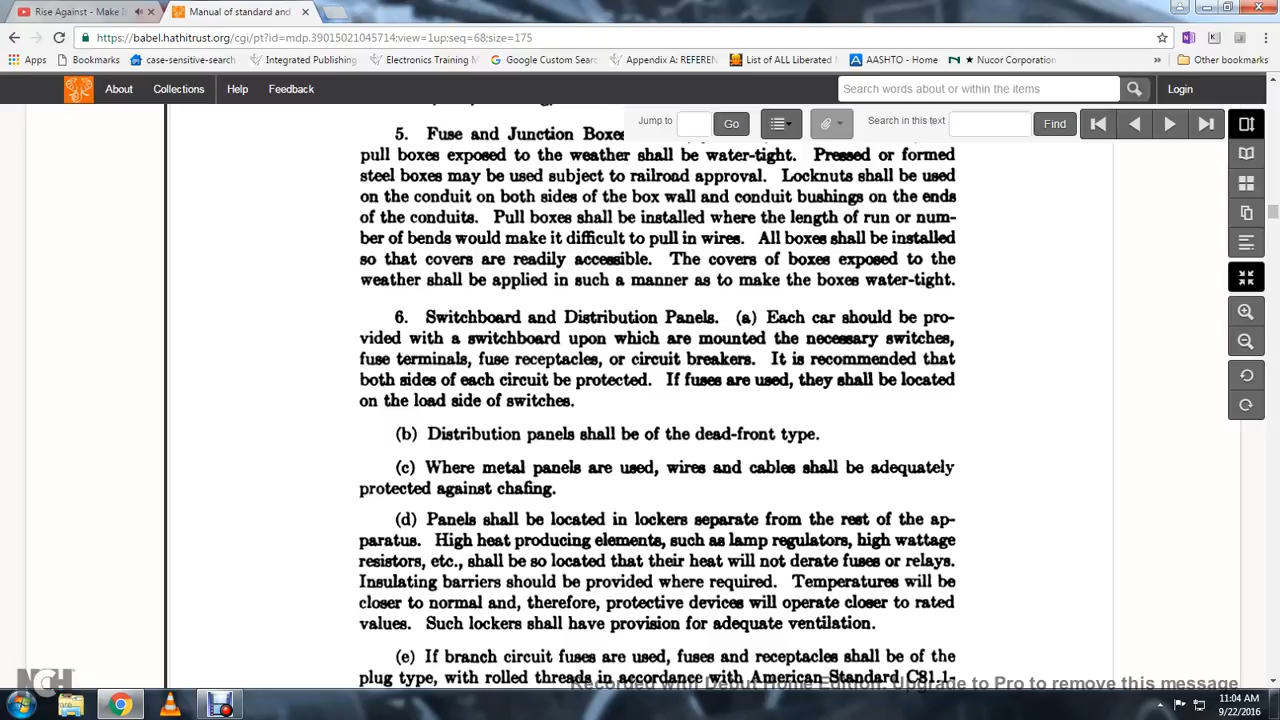 Rise Against - Make It
Manual of standard and
https://babel.hathitrust.org/cgi/pt?id=mdp.39015021045714;view=1up;seq=68;size=175
Apps
Bookmarks
case-sensitive-search
Integrated Publishing
Electronics Training
Google Custom Sear
Appendix A: REFEREN
List of ALL Liberated
AASHTO - Home
Nucor Corporation
»
Other bookmarks
About
Collections
Help
Feedback
Search words about or within the items
Login
Jump to
Go
Search in this text
Find
5. Fuse and Junction Boxes
pull boxes exposed to the weather shall be water-tight. Pressed or formed
steel boxes may be used subject to railroad approval. Locknuts shall be used
on the conduit on both sides of the box wall and conduit bushings on the ends
of the conduits. Pull boxes shall be installed where the length of run or num-
ber of bends would make it difficult to pull in wires. All boxes shall be installed
so that covers are readily accessible. The covers of boxes exposed to the
weather shall be applied in such a manner as to make the boxes water-tight.
6. Switchboard and Distribution Panels. (a) Each car should be pro-
vided with a switchboard upon which are mounted the necessary switches,
fuse terminals, fuse receptacles, or circuit breakers. It is recommended that
both sides of each circuit be protected. If fuses are used, they shall be located
on the load side of switches.
(b) Distribution panels shall be of the dead-front type.
(c) Where metal panels are used, wires and cables shall be adequately
protected against chafing.
(d) Panels shall be located in lockers separate from the rest of the ap-
paratus. High heat producing elements, such as lamp regulators, high wattage
resistors, etc., shall be so located that their heat will not derate fuses or relays.
Insulating barriers should be provided where required. Temperatures will be
closer to normal and, therefore, protective devices will operate closer to rated
values. Such lockers shall have provision for adequate ventilation.
(e) If branch circuit fuses are used, fuses and receptacles shall be of the
plug type, with rolled threads in accordance with American Standard C81.1-
Recorded with Debut Home Edition. Upgrade to Pro to remove this message
NCH
11:04 AM
9/22/2016